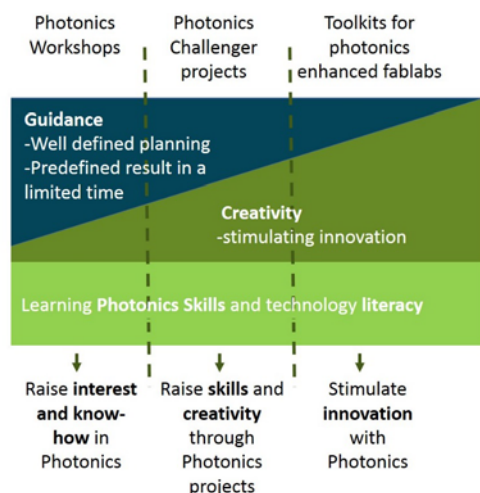 Photonics
Workshops
Photonics
Challenger
projects
Toolkits for
photonics
enhanced fablabs
Guidance
-Well defined planning
-Predefined result in a
limited time
Creativity
-stimulating innovation
Learning Photonics Skills and technology literacy
Raise interest
and know-
how in
Photonics
Raise skills and
creativity
through
Photonics
projects
Stimulate
innovation
with
Photonics